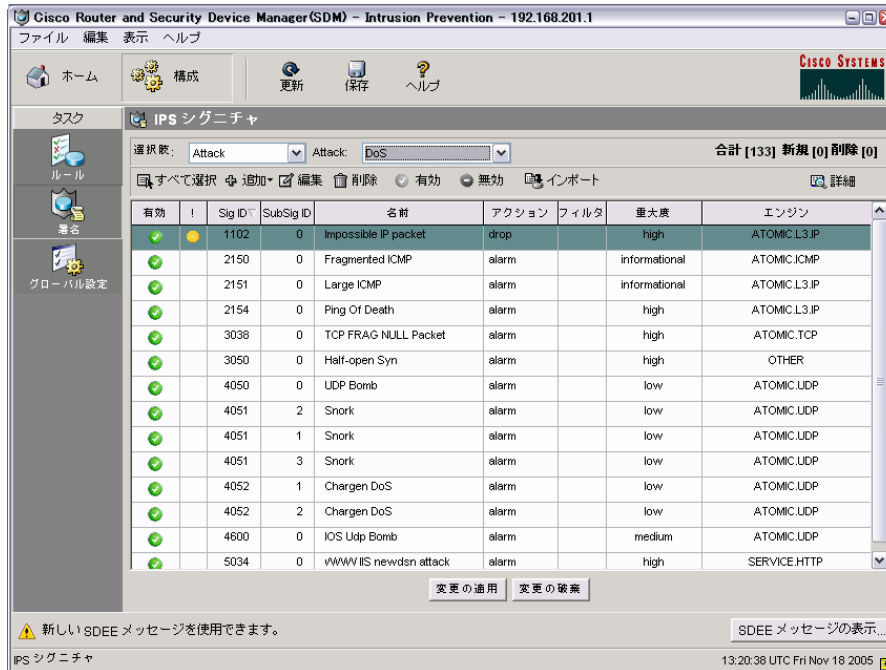 Cisco Router and Security Device Manager(SDM) - Intrusion Prevention - 192.168.201.1
ファイル 編集 表示 ヘルプ
ホーム 構成 更新 保存 ヘルプ CISCO SYSTEMS
タスク IPS シグニチャ
選択肢: Attack Attack: DoS 合計 [133] 新規 [0] 削除 [0]
すべて選択 追加 編集 削除 有効 無効 インポート 詳細
ルール
署名
グローバル設定
有効 ! Sig ID SubSig ID 名前 アクション フィルタ 重大度 エンジン
1102 0 Impossible IP packet drop high ATOMIC.L3.IP
2150 0 Fragmented ICMP alarm informational ATOMIC.ICMP
2151 0 Large ICMP alarm informational ATOMIC.L3.IP
2154 0 Ping Of Death alarm high ATOMIC.L3.IP
3038 0 TCP FRAG NULL Packet alarm high ATOMIC.TCP
3050 0 Half-open Syn alarm high OTHER
4050 0 UDP Bomb alarm low ATOMIC.UDP
4051 2 Snork alarm low ATOMIC.UDP
4051 1 Snork alarm low ATOMIC.UDP
4051 3 Snork alarm low ATOMIC.UDP
4052 1 Chargen DoS alarm low ATOMIC.UDP
4052 2 Chargen DoS alarm low ATOMIC.UDP
4600 0 IOS Udp Bomb alarm medium ATOMIC.UDP
5034 0 WWW IIS newdsn attack alarm high SERVICE.HTTP
変更の適用 変更の破棄
新しい SDEE メッセージを使用できます。 SDEE メッセージの表示...
IPS シグニチャ 13:20:38 UTC Fri Nov 18 2005